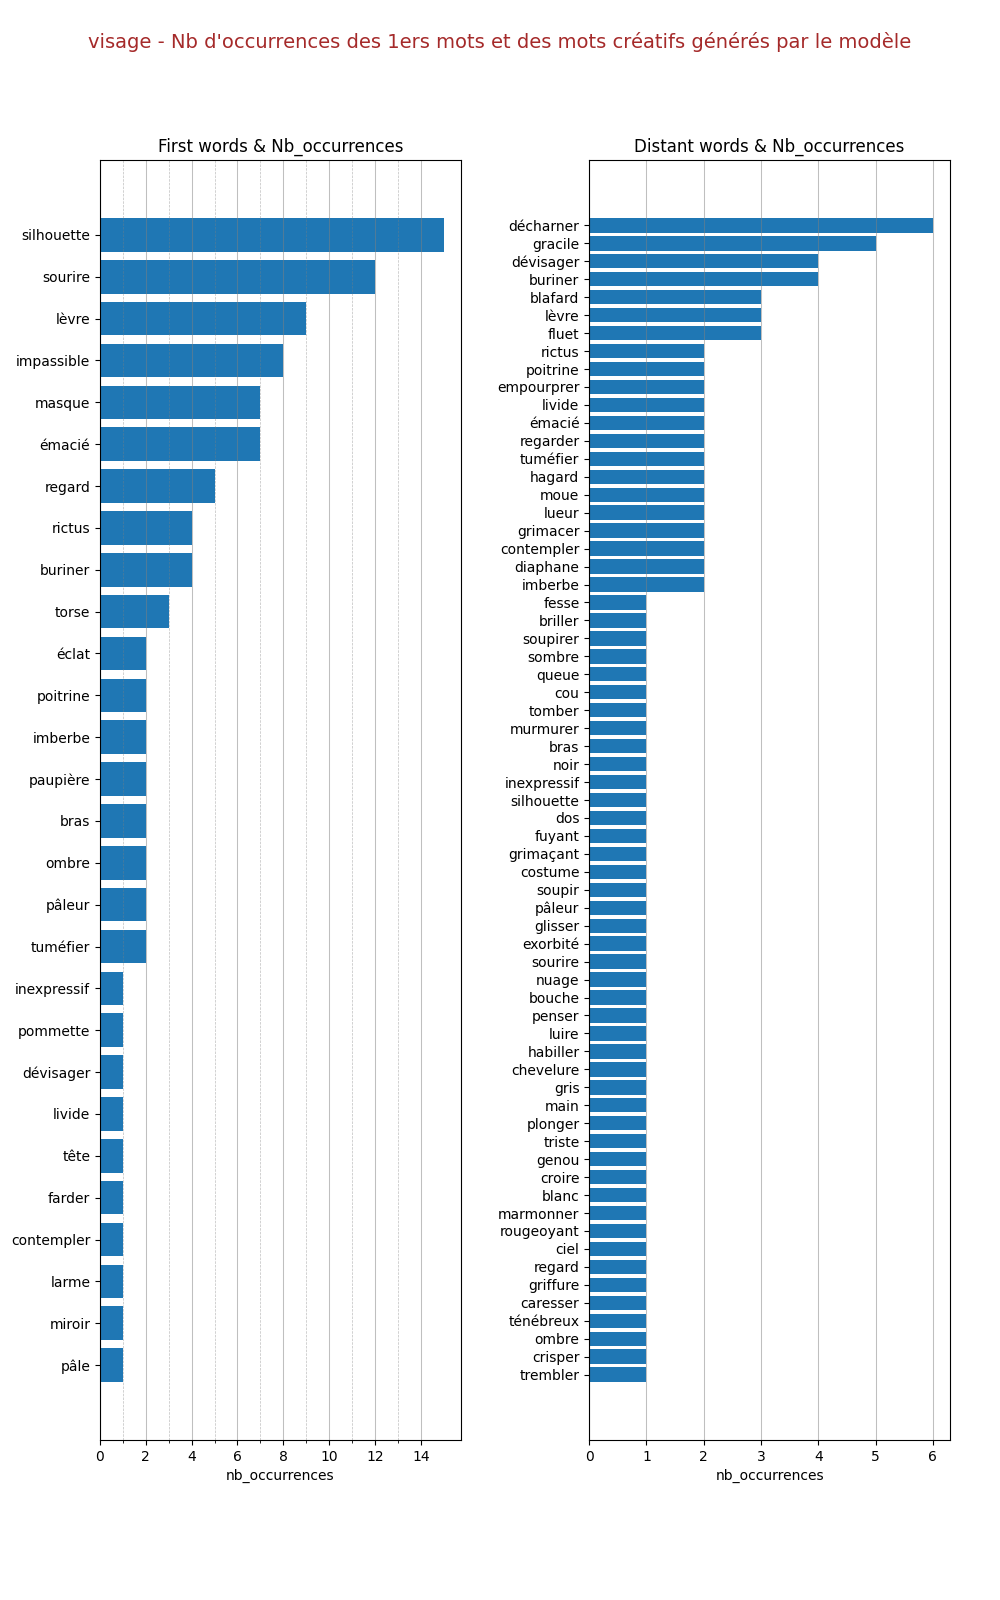 visage - Nb d'occurrences des 1ers mots et des mots créatifs générés par le modèle
First words & Nb_occurrences
silhouette
sourire
lèvre
impassible
masque
émacié
regard
rictus
buriner
torse
éclat
poitrine
imberbe
paupière
bras
ombre
pâleur
tuméfier
inexpressif
pommette
dévisager
livide
tête
farder
contempler
larme
miroir
pâle
0 2 4 6 8 10 12 14
nb_occurrences
Distant words & Nb_occurrences
décharner
gracile
dévisager
buriner
blafard
lèvre
fluet
rictus
poitrine
empourprer
livide
émacié
regarder
tuméfier
hagard
moue
lueur
grimacer
contempler
diaphane
imberbe
fesse
briller
soupirer
sombre
queue
cou
tomber
murmurer
bras
noir
inexpressif
silhouette
dos
fuyant
grimaçant
costume
soupir
pâleur
glisser
exorbité
sourire
nuage
bouche
penser
luire
habiller
chevelure
gris
main
plonger
triste
genou
croire
blanc
marmonner
rougeoyant
ciel
regard
griffure
caresser
ténébreux
ombre
crisper
trembler
0 1 2 3 4 5 6
nb_occurrences